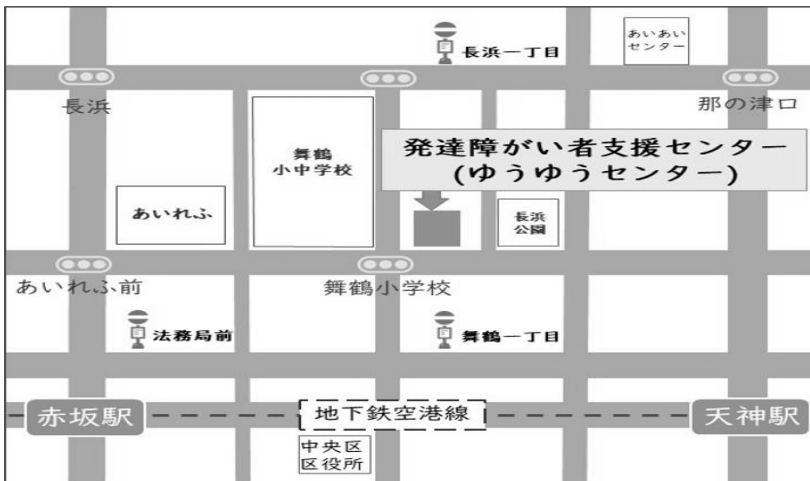 あいあい
センター
長浜一丁目
長浜
那の津口
舞鶴
小中学校
発達障がい者支援センター
(ゆうゆうセンター)
あいれふ
長浜
公園
あいれふ前
舞鶴小学校
法務局前
舞鶴一丁目
赤坂駅
地下鉄空港線
天神駅
中央区
区役所